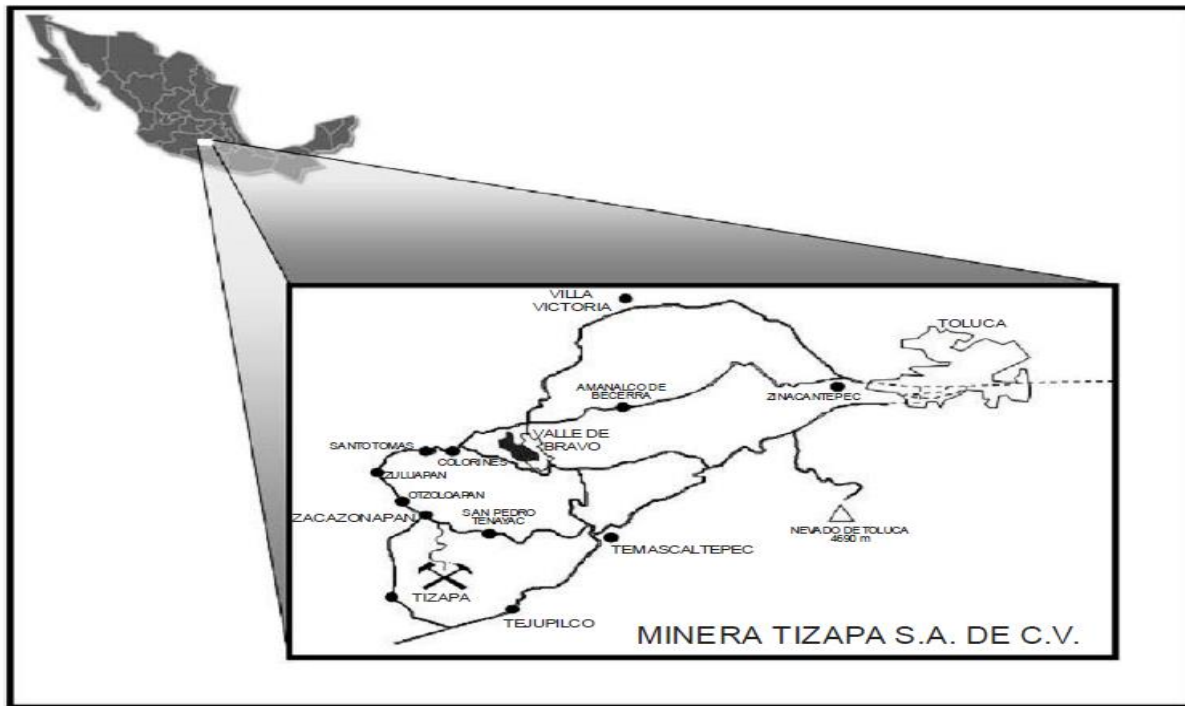 VILLA
VICTORIA
TOLUCA
AMANALCO DE
BECERRA
ZINACANTEPEC
VALLE DE
BRAVO
SANTO TOMAS
COLORINES
ZULUAPAN
OTZOLOAPAN
ZACAZONAPAN
SAN PEDRO
TENAYAC
NEVADO DE TOLUCA
4690 m
TEMASCALTEPEC
TIZAPA
TEJUPILCO
MINERA TIZAPA S.A. DE C.V.